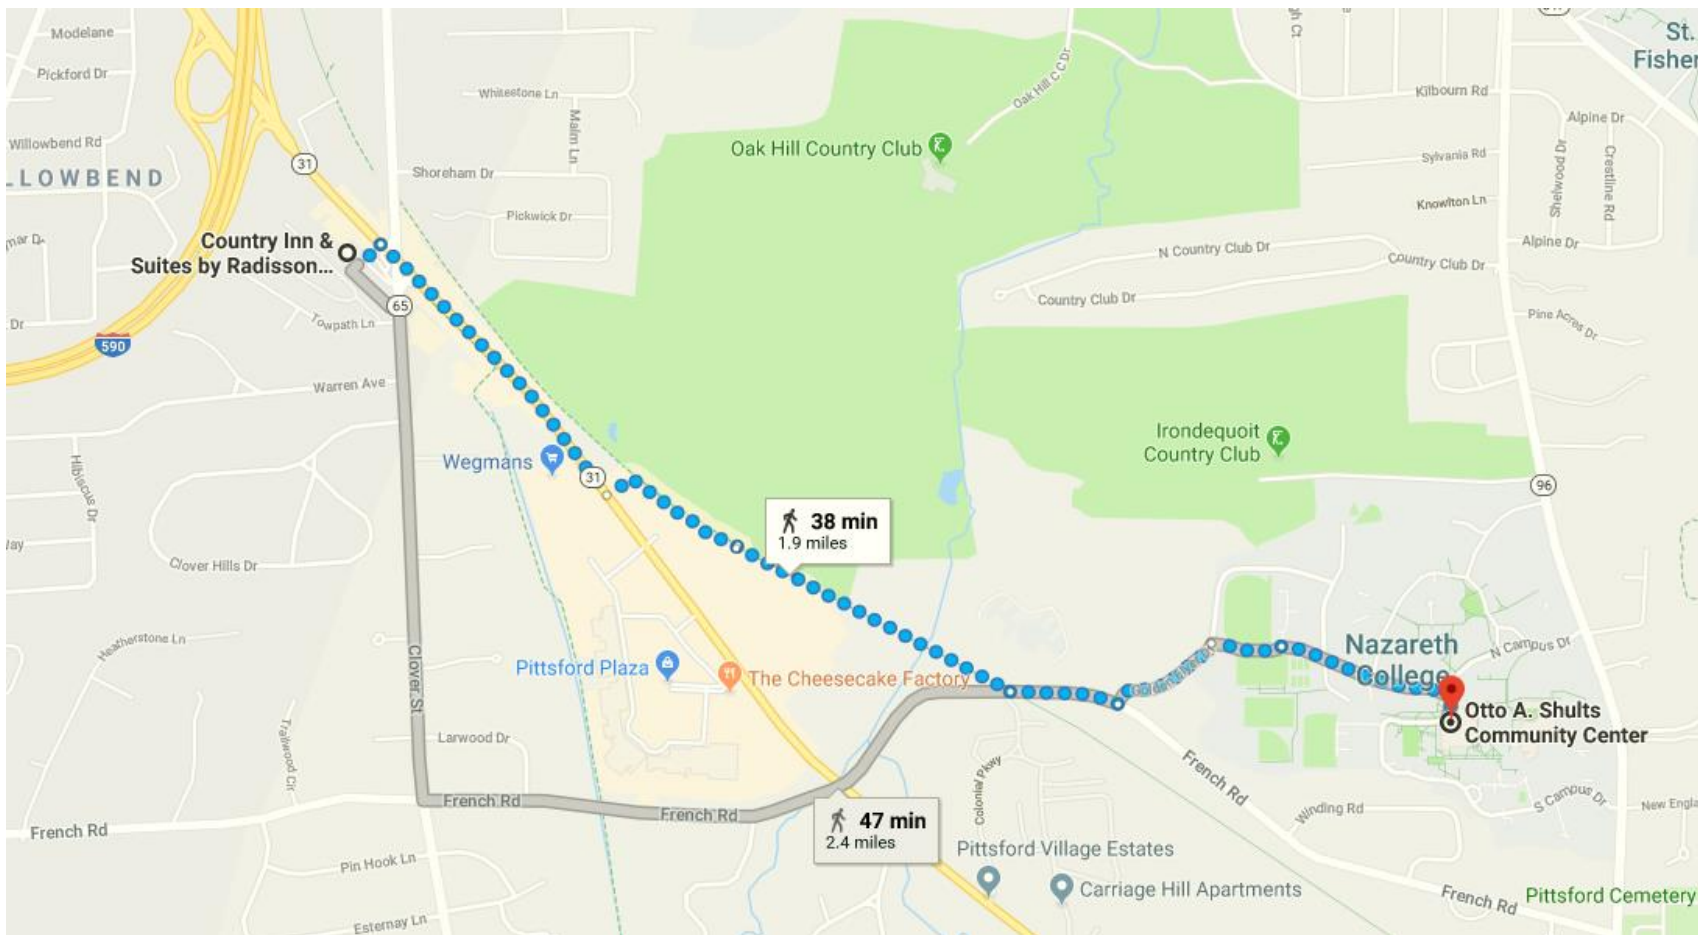 Modelane
Pickford Dr
Willowbend Rd
LLOWBEND
31
Whitestone Ln
Malm Ln
Shoreham Dr
Pickwick Dr
Oak Hill C C Dr
Oak Hill Country Club
gh Ct
St.
Fisher
Kilbourn Rd
Alpine Dr
Sylvania Rd
Shelwood Dr
Crestline Rd
Knowlton Ln
Alpine Dr
N Country Club Dr
Country Club Dr
Country Club Dr
Pine Acres Dr
Country Inn &
Suites by Radisson...
65
Towpath Ln
Dr
590
Warren Ave
Hibiscus Dr
Wegmans
31
Irondequoit
Country Club
96
38 min
1.9 miles
Clover Hills Dr
Heatherstone Ln
Clover St
Pittsford Plaza
The Cheesecake Factory
Nazareth
College
N Campus Dr
Otto A. Shults
Community Center
Larwood Dr
Trailwood Cir
Colonial Pkwy
French Rd
French Rd
French Rd
French Rd
Winding Rd
S Campus Dr
New Engla
47 min
2.4 miles
Pin Hook Ln
Pittsford Village Estates
Carriage Hill Apartments
French Rd
Pittsford Cemetery
Esternay Ln